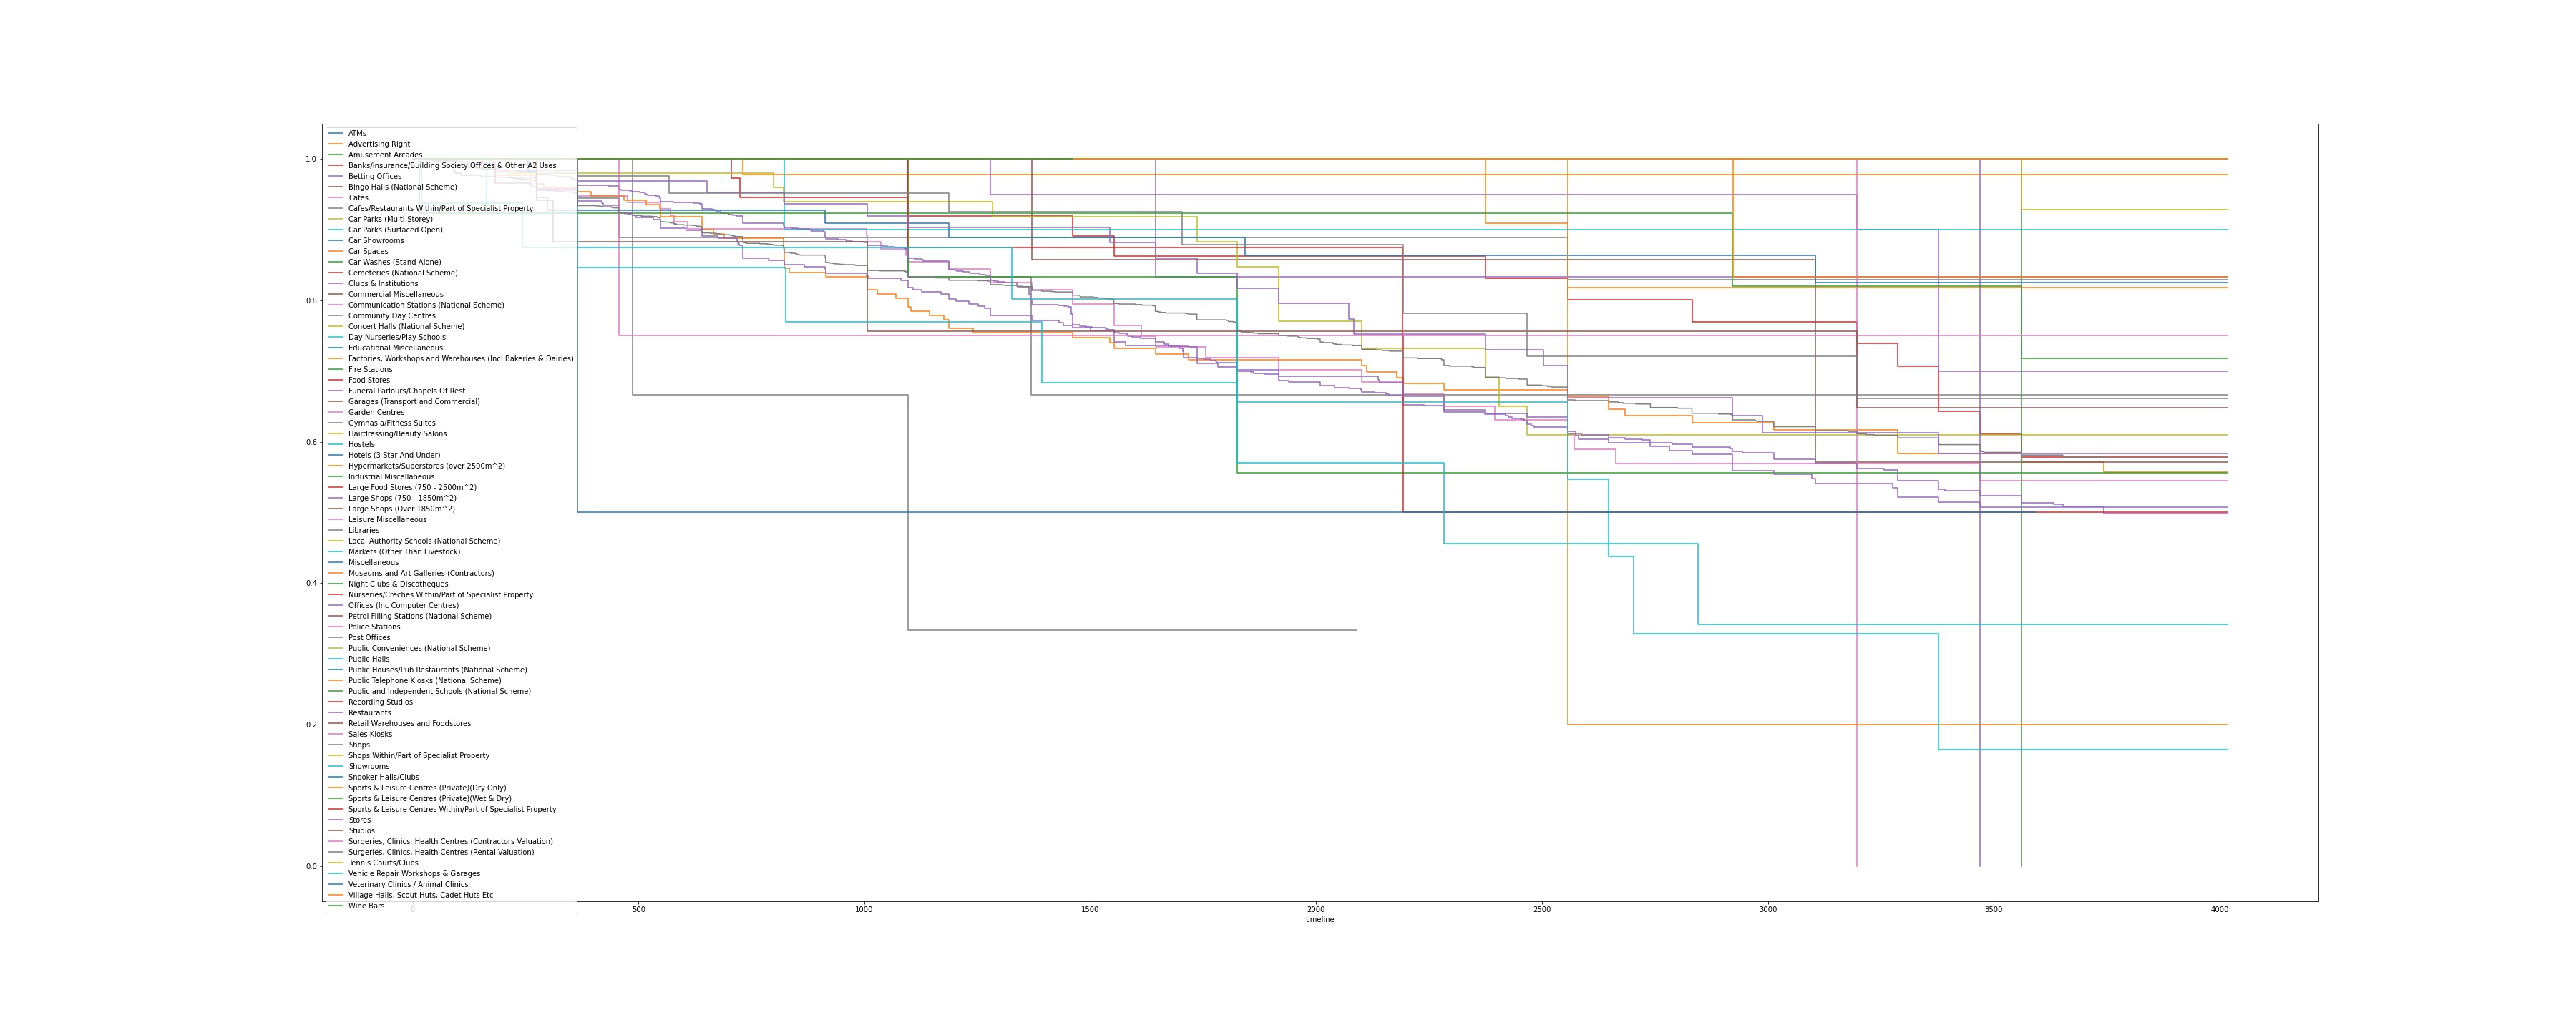 ATMs
Advertising Right
Amusement Arcades
Banks/Insurance/Building Society Offices & Other A2 Uses
Betting Offices
Bingo Halls (National Scheme)
Cafes
Cafes/Restaurants Within/Part of Specialist Property
Car Parks (Multi-Storey)
Car Parks (Surfaced Open)
Car Showrooms
Car Spaces
Car Washes (Stand Alone)
Cemeteries (National Scheme)
Clubs & Institutions
Commercial Miscellaneous
Communication Stations (National Scheme)
Community Day Centres
Concert Halls (National Scheme)
Day Nurseries/Play Schools
Educational Miscellaneous
Factories, Workshops and Warehouses (Incl Bakeries & Dairies)
Fire Stations
Food Stores
Funeral Parlours/Chapels Of Rest
Garages (Transport and Commercial)
Garden Centres
Gymnasia/Fitness Suites
Hairdressing/Beauty Salons
Hostels
Hotels (3 Star And Under)
Hypermarkets/Superstores (over 2500m^2)
Industrial Miscellaneous
Large Food Stores (750 - 2500m^2)
Large Shops (750 - 1850m^2)
Large Shops (Over 1850m^2)
Leisure Miscellaneous
Libraries
Local Authority Schools (National Scheme)
Markets (Other Than Livestock)
Miscellaneous
Museums and Art Galleries (Contractors)
Night Clubs & Discotheques
Nurseries/Creches Within/Part of Specialist Property
Offices (Inc Computer Centres)
Petrol Filling Stations (National Scheme)
Police Stations
Post Offices
Public Conveniences (National Scheme)
Public Halls
Public Houses/Pub Restaurants (National Scheme)
Public Telephone Kiosks (National Scheme)
Public and Independent Schools (National Scheme)
Recording Studios
Restaurants
Retail Warehouses and Foodstores
Sales Kiosks
Shops
Shops Within/Part of Specialist Property
Showrooms
Snooker Halls/Clubs
Sports & Leisure Centres (Private)(Dry Only)
Sports & Leisure Centres (Private)(Wet & Dry)
Sports & Leisure Centres Within/Part of Specialist Property
Stores
Studios
Surgeries, Clinics, Health Centres (Contractors Valuation)
Surgeries, Clinics, Health Centres (Rental Valuation)
Tennis Courts/Clubs
Vehicle Repair Workshops & Garages
Veterinary Clinics / Animal Clinics
Village Halls, Scout Huts, Cadet Huts Etc
Wine Bars
1.0
0.8
0.6
0.4
0.2
0.0
0 500 1000 1500 2000 2500 3000 3500 4000
timeline